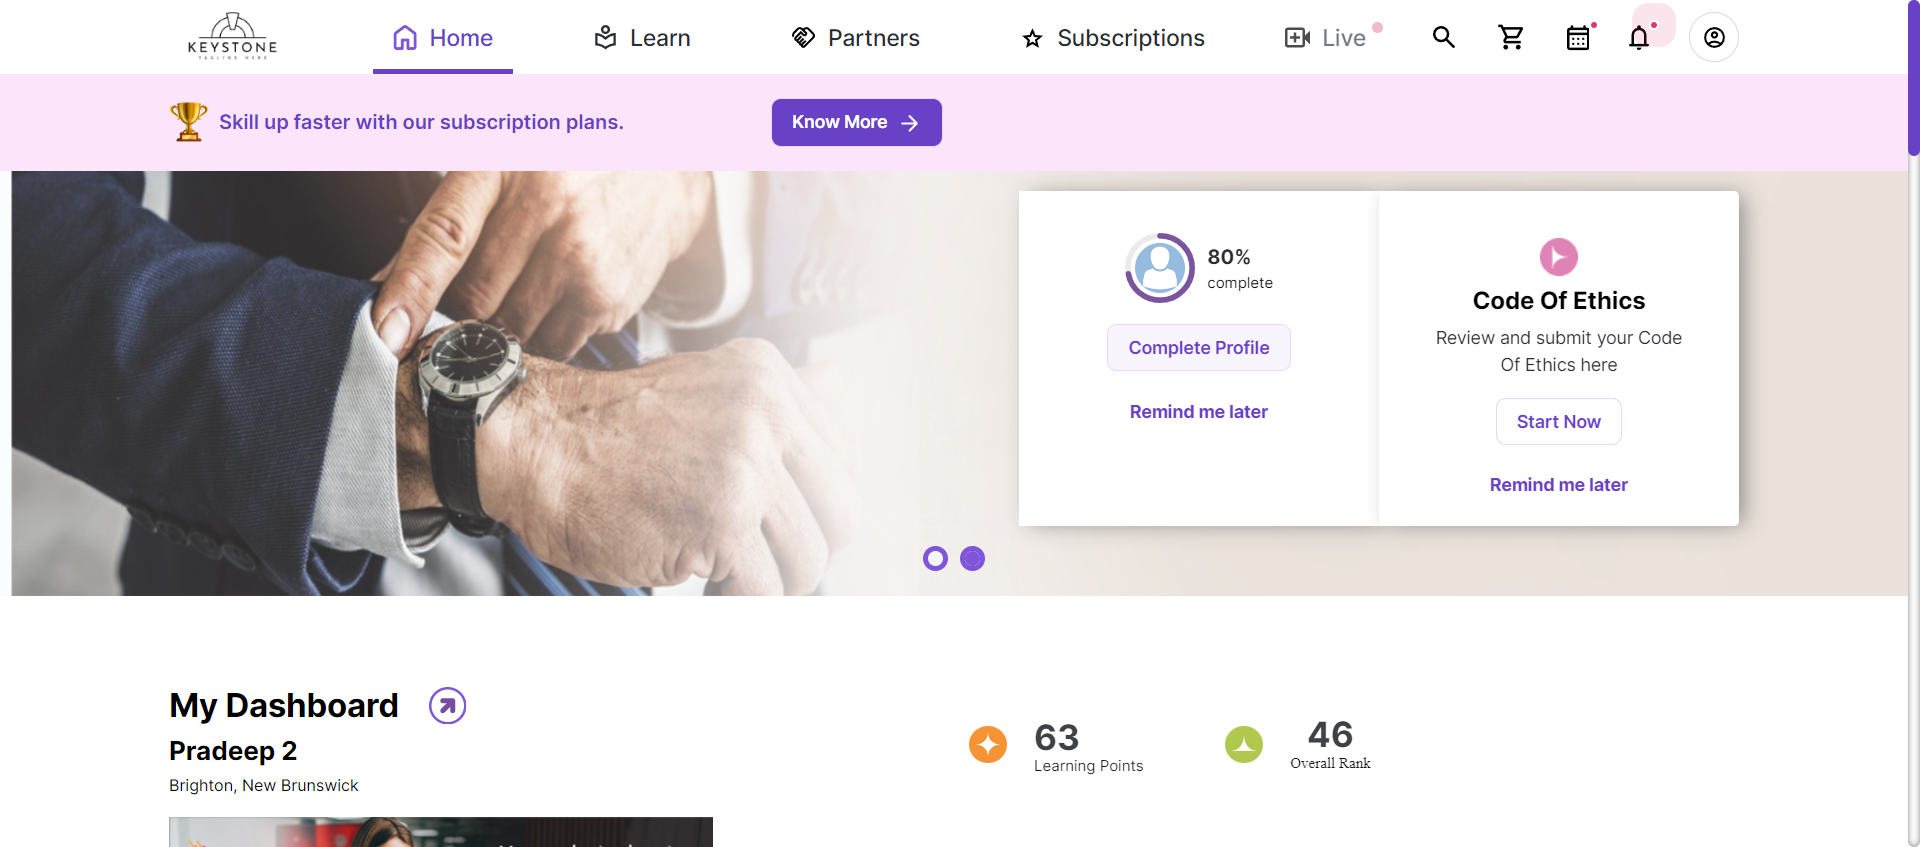 KEYSTONE
TAGLINE HERE
Home
Learn
Partners
Subscriptions
Live
Skill up faster with our subscription plans.
Know More
80%
complete
Complete Profile
Remind me later
Code Of Ethics
Review and submit your Code
Of Ethics here
Start Now
Remind me later
My Dashboard
Pradeep 2
Brighton, New Brunswick
63
Learning Points
46
Overall Rank